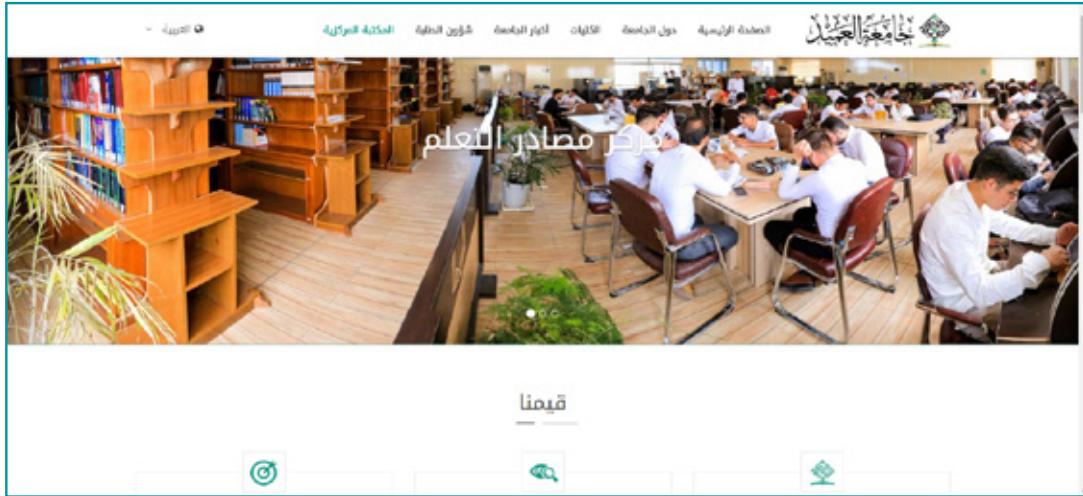 جامعة العميد
الصفحة الرئيسية
حول الجامعة
الكليات
أخبار الجامعة
شؤون الطلبة
المكتبة المركزية
العربية
مركز مصادر التعلم
قيمنا